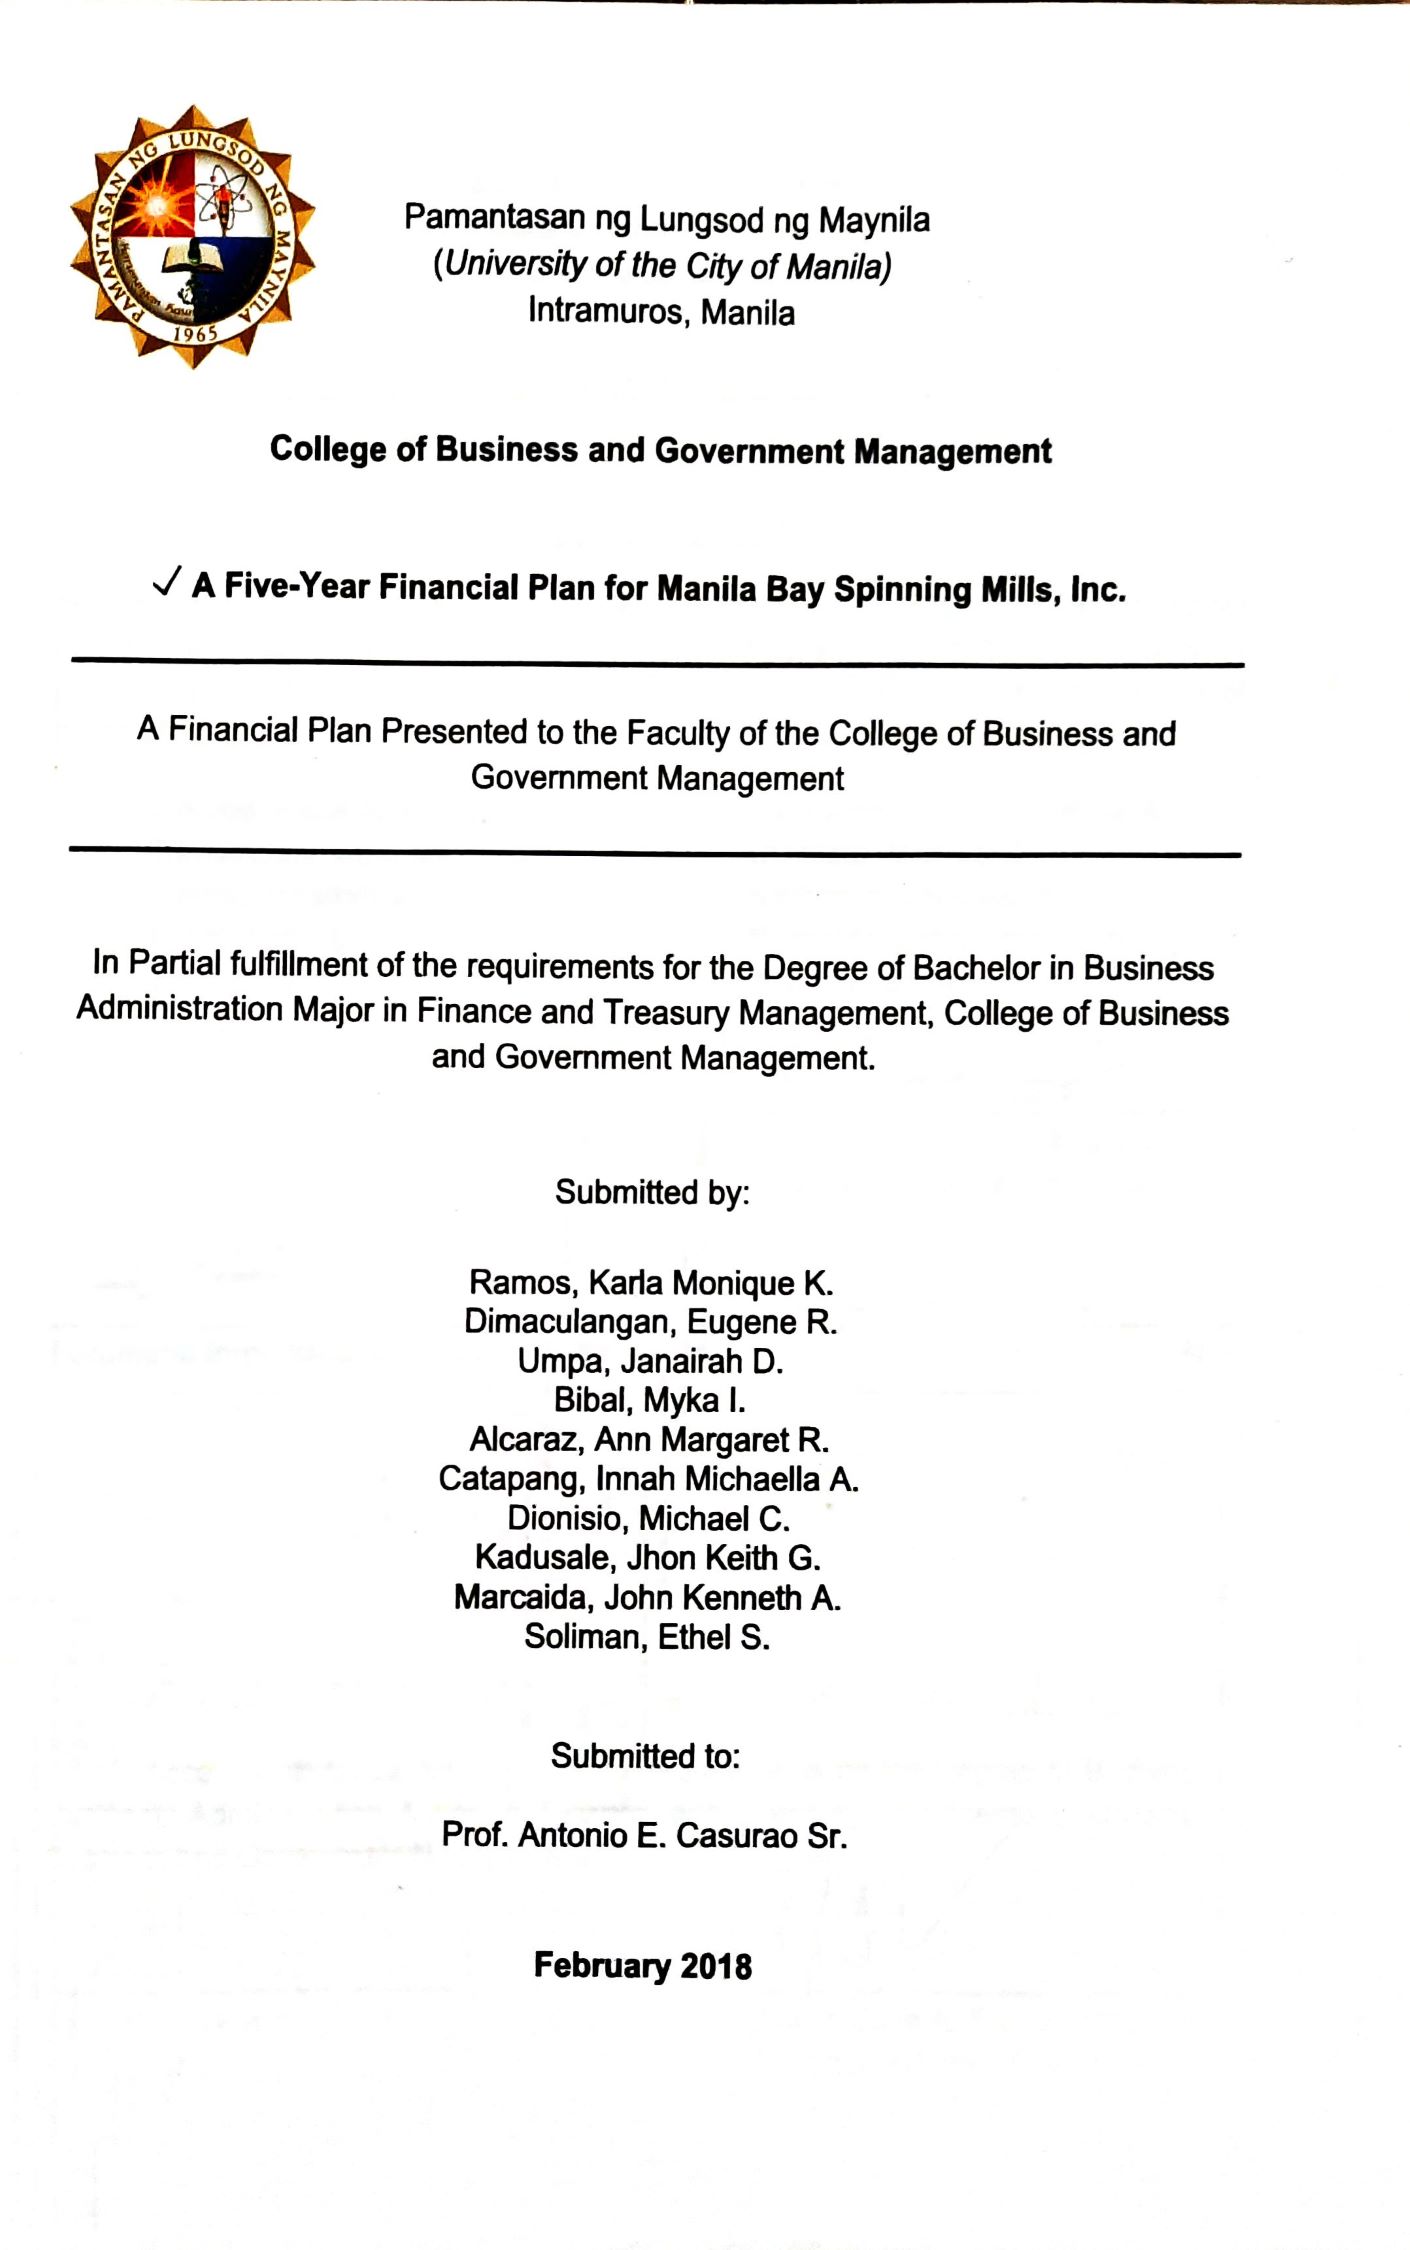 PAMANTASAN NG LUNGSOD NG MAYNILA
1965
Pamantasan ng Lungsod ng Maynila
(University of the City of Manila)
Intramuros, Manila
College of Business and Government Management
✓ A Five-Year Financial Plan for Manila Bay Spinning Mills, Inc.
A Financial Plan Presented to the Faculty of the College of Business and
Government Management
In Partial fulfillment of the requirements for the Degree of Bachelor in Business
Administration Major in Finance and Treasury Management, College of Business
and Government Management.
Submitted by:
Ramos, Karla Monique K.
Dimaculangan, Eugene R.
Umpa, Janairah D.
Bibal, Myka I.
Alcaraz, Ann Margaret R.
Catapang, Innah Michaella A.
Dionisio, Michael C.
Kadusale, Jhon Keith G.
Marcaida, John Kenneth A.
Soliman, Ethel S.
Submitted to:
Prof. Antonio E. Casurao Sr.
February 2018